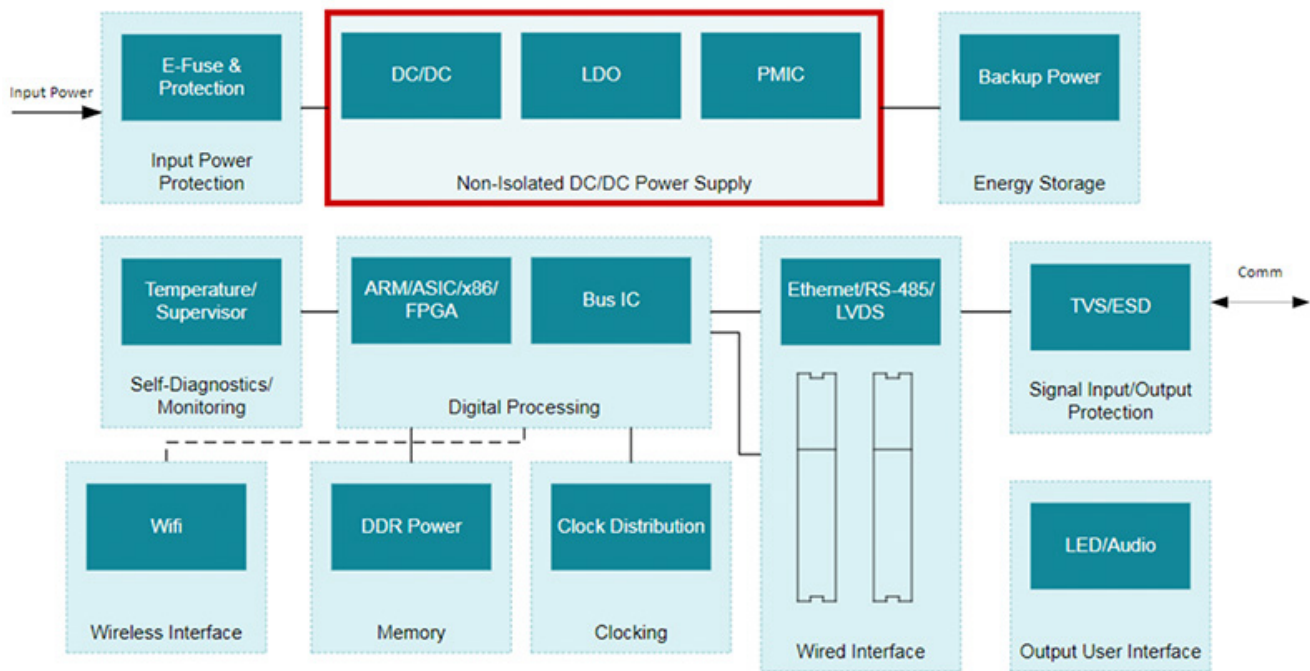 Input Power
E-Fuse &
Protection
Input Power
Protection
DC/DC
LDO
PMIC
Non-Isolated DC/DC Power Supply
Backup Power
Energy Storage
Temperature/
Supervisor
Self-Diagnostics/
Monitoring
ARM/ASIC/x86/
FPGA
Bus IC
Digital Processing
Ethernet/RS-485/
LVDS
Wired Interface
TVS/ESD
Signal Input/Output
Protection
Comm
Wifi
Wireless Interface
DDR Power
Memory
Clock Distribution
Clocking
LED/Audio
Output User Interface